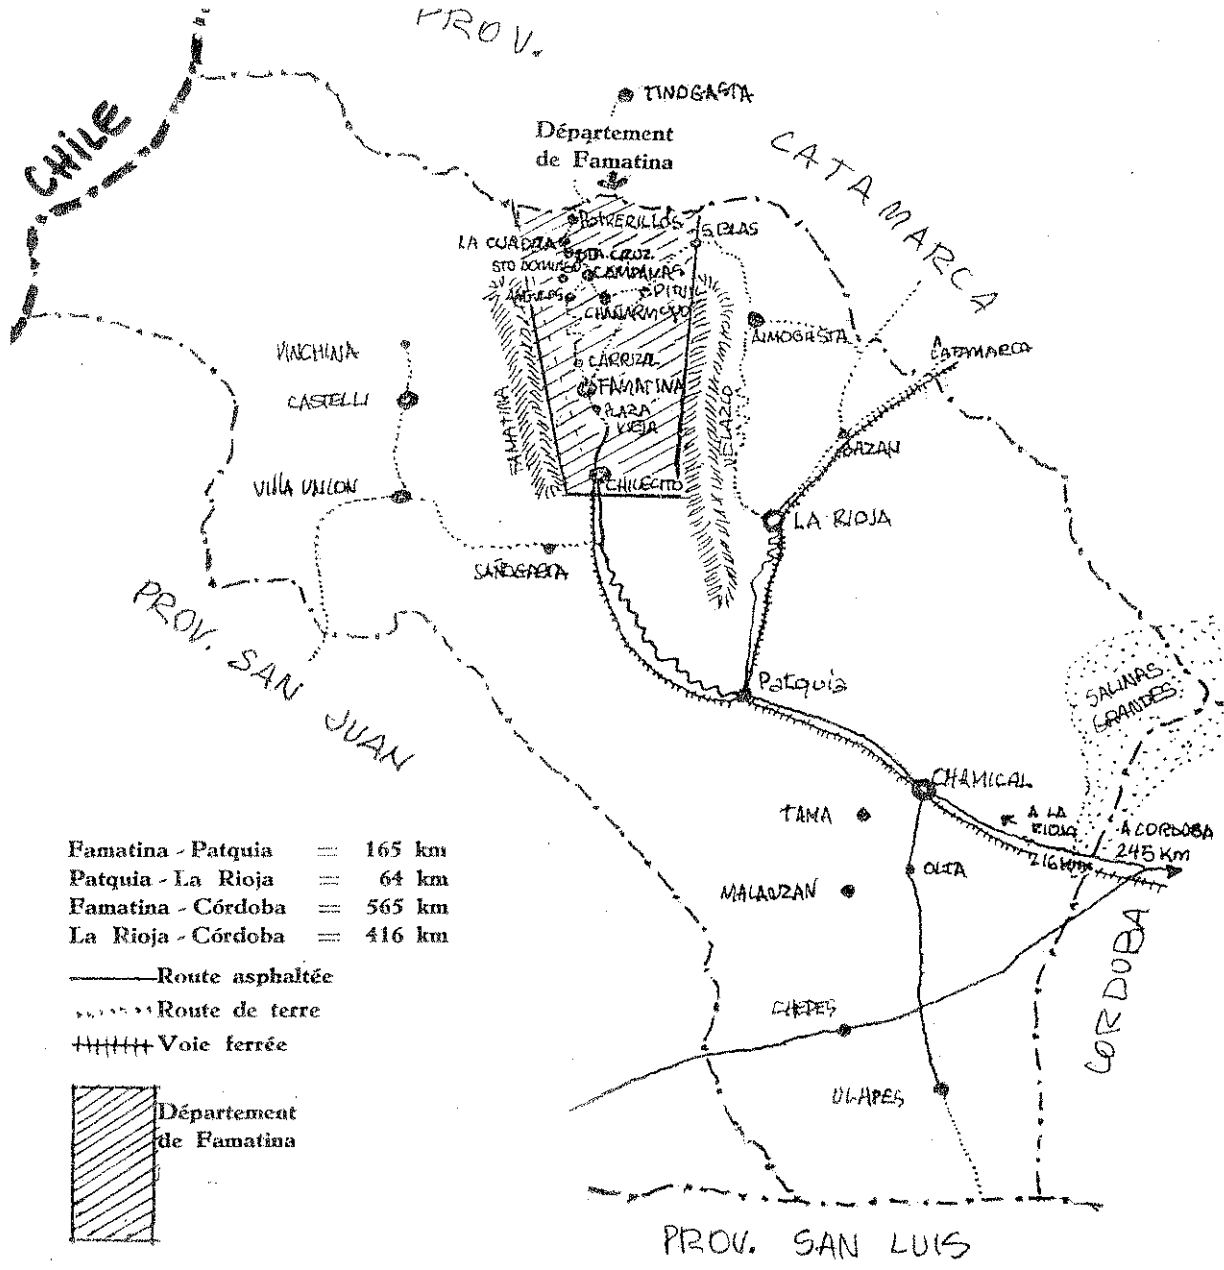 PROV.
TINOGASTA
CHILE
Département
de Famatina
CATAMARCA
POTRERILLOS
S. BLAS
LA CUADRA
STA. CRUZ
STO DOMINGO
CAMPANAS
ANGULOS
PITUIL
CHAÑARMUYO
AIMOGASTA
A
CATAMARCA
VINCHINA
CARRIZAL
CASTELLI
FAMATINA
PLAZA
VIEJA
FAMATINA
VELAZCO
BAZAN
VILLA UNION
CHILECITO
LA RIOJA
SAÑOGASTA
PROV. SAN JUAN
Patquía
SALINAS
GRANDES
CHAMICAL
TAMA
A LA
RIOJA
216 Km
A CORDOBA
245 Km
OLTA
MALANZÁN
Famatina - Patquia = 165 km
Patquia - La Rioja = 64 km
Famatina - Córdoba = 565 km
La Rioja - Córdoba = 416 km
Route asphaltée
Route de terre
Voie ferrée
CORDOBA
CHEPES
ULAPES
Département
de Famatina
PROV. SAN LUIS